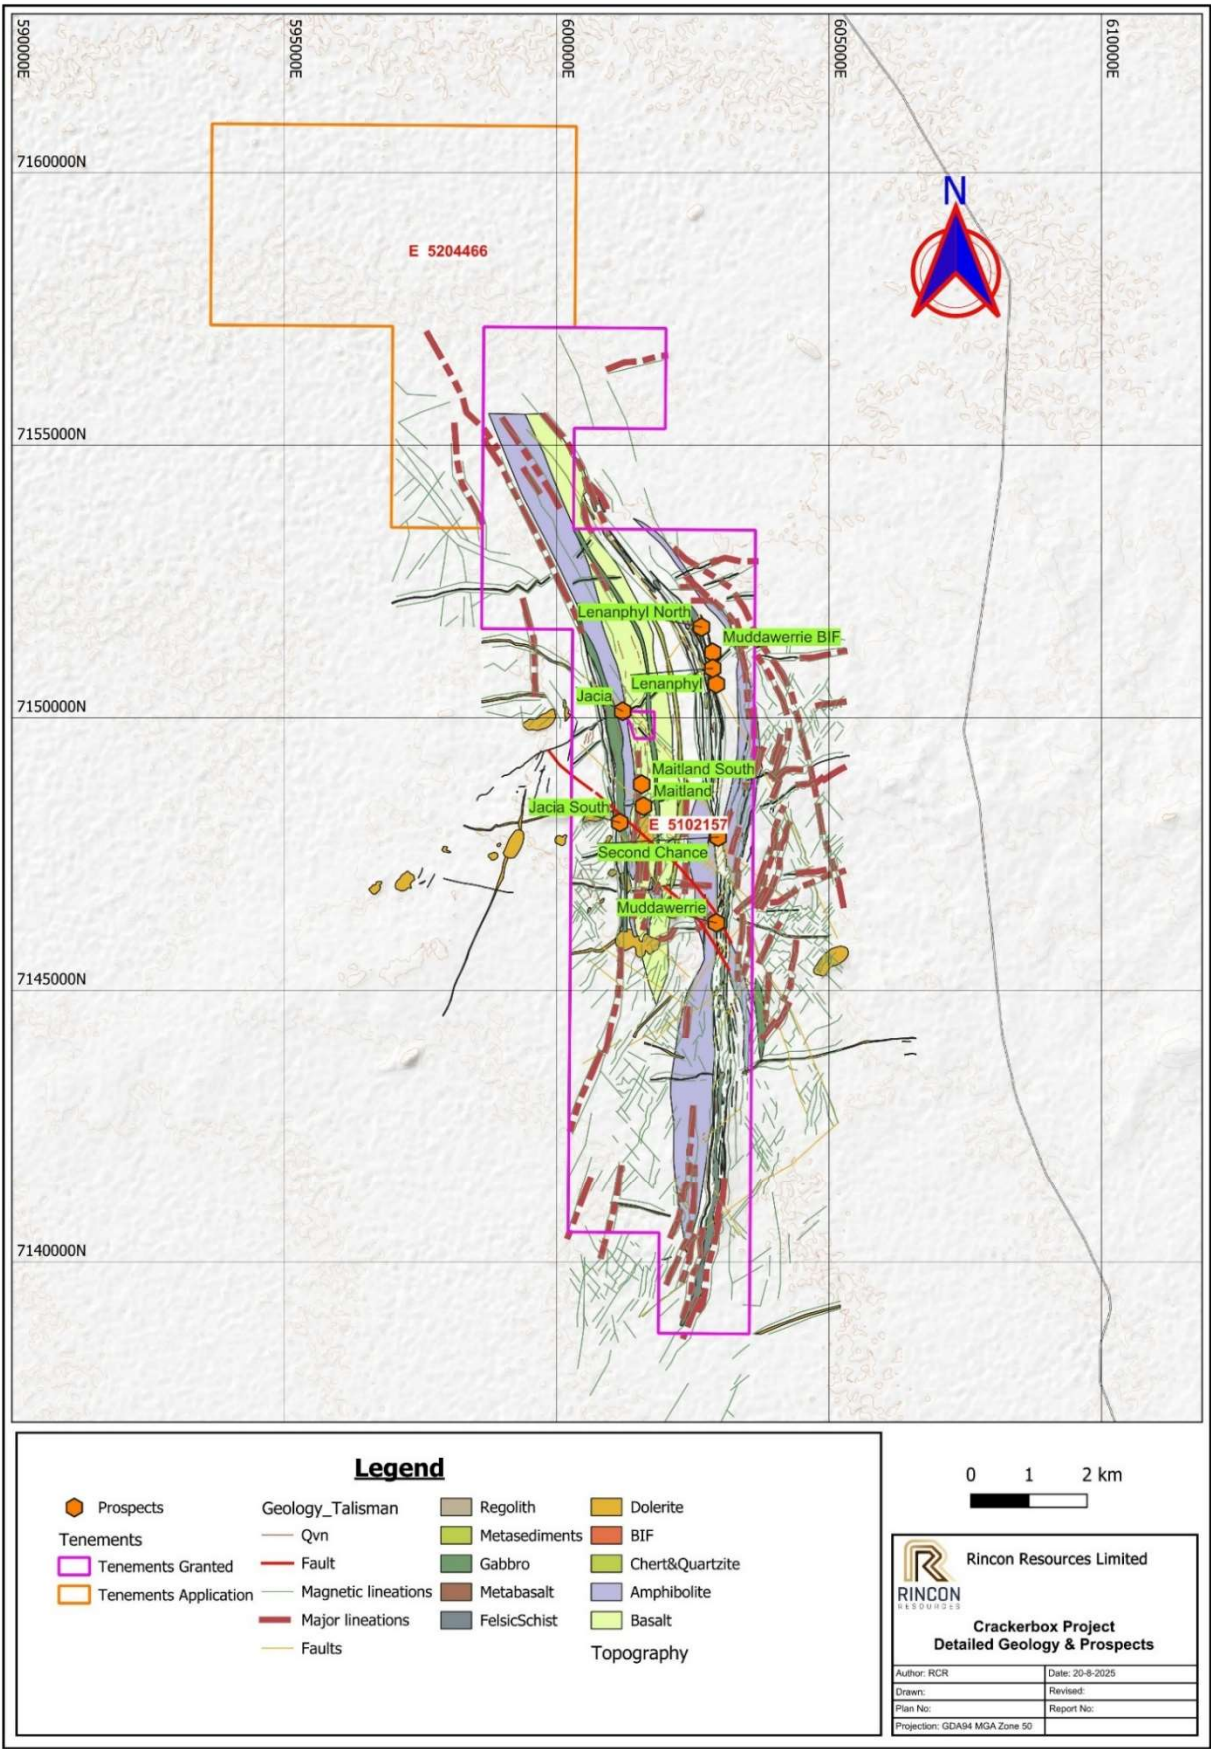 590000E
595000E
600000E
605000E
610000E
7160000N
N
E 5204466
7155000N
Lenanphyl North
Muddawerrie BIF
Lenanphyl
Jacia
7150000N
Maitland South
Maitland
Jacia South
E 5102157
Second Chance
Muddawerrie
7145000N
7140000N
Legend
Prospects
Tenements
Tenements Granted
Tenements Application
Geology_Talisman
Qvn
Fault
Magnetic lineations
Major lineations
Faults
Regolith
Metasediments
Gabbro
Metabasalt
FelsicSchist
Dolerite
BIF
Chert&Quartzite
Amphibolite
Basalt
Topography
0 1 2 km
RINCON
RESOURCES
Rincon Resources Limited
Crackerbox Project
Detailed Geology & Prospects
Author: RCR
Date: 20-8-2025
Drawn:
Revised:
Plan No:
Report No:
Projection: GDA94 MGA Zone 50